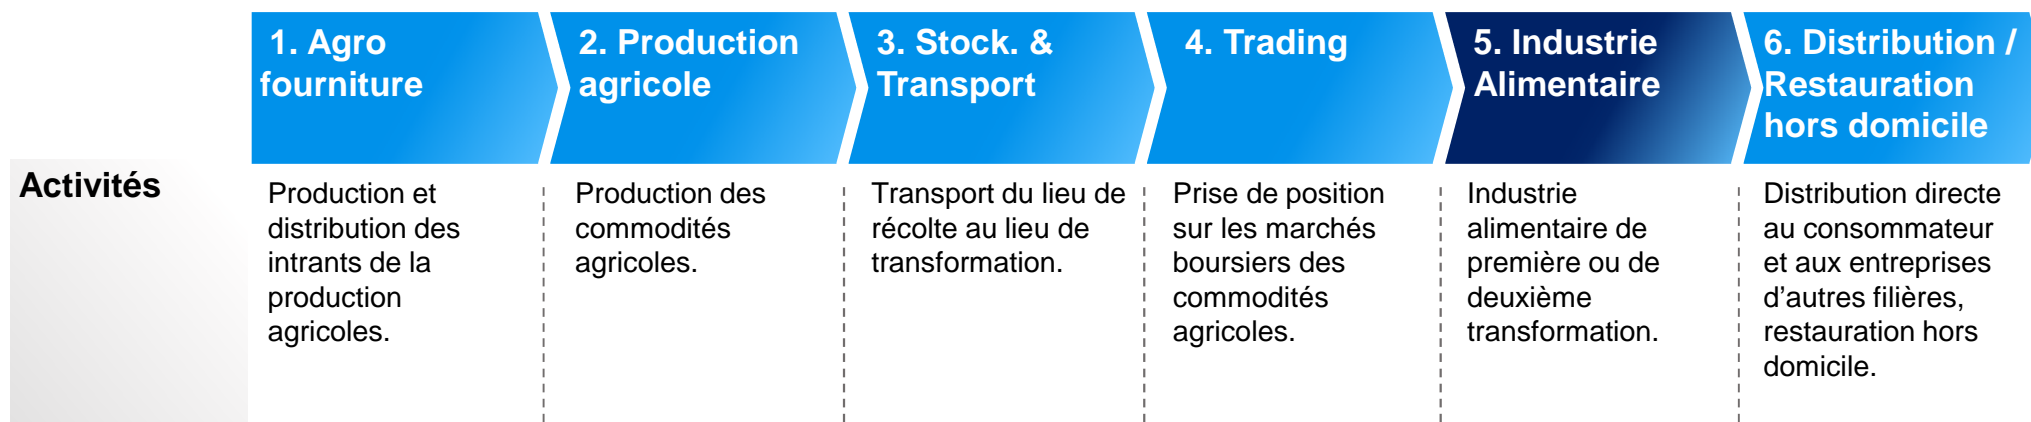 1. Agro
fourniture
2. Production
agricole
3. Stock. &
Transport
4. Trading
5. Industrie
Alimentaire
6. Distribution /
Restauration
hors domicile
Activités
Production et
distribution des
intrants de la
production
agricoles.
Production des
commodités
agricoles.
Transport du lieu de
récolte au lieu de
transformation.
Prise de position
sur les marchés
boursiers des
commodités
agricoles.
Industrie
alimentaire de
première ou de
deuxième
transformation.
Distribution directe
au consommateur
et aux entreprises
d’autres filières,
restauration hors
domicile.